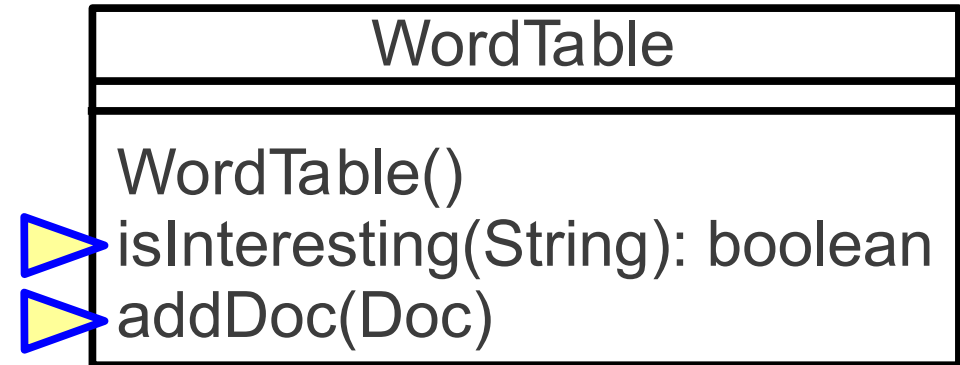 WordTable
WordTable()
isInteresting(String): boolean
addDoc(Doc)